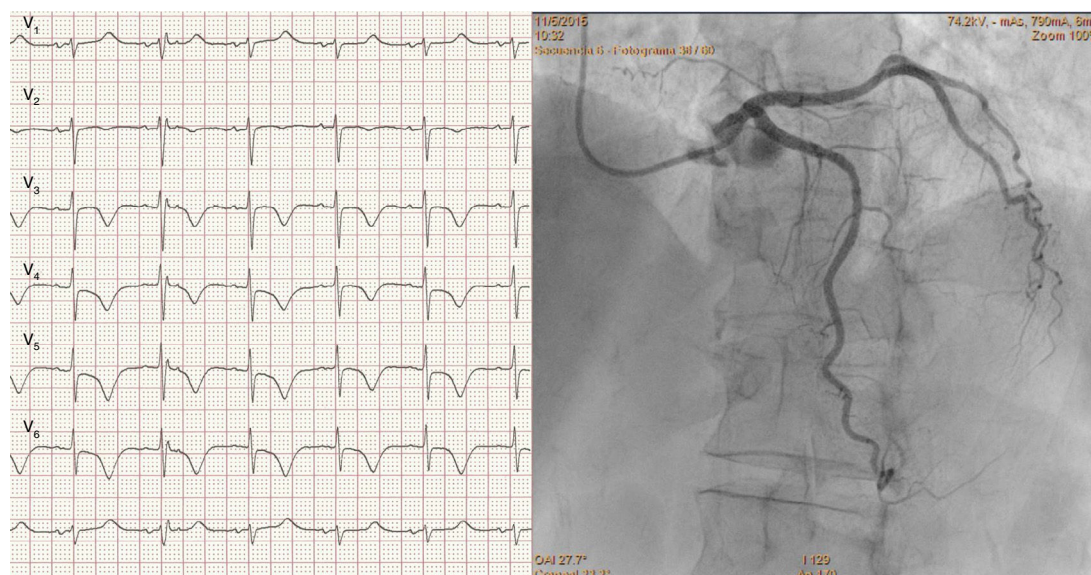 V1
V2
V3
V4
V5
V6
11/5/2015
10:32
Secuencia 6 - Fotograma 38 / 60
74.2kV, - mAs, 790mA, 6m
Zoom 100%
OAI 27.7°